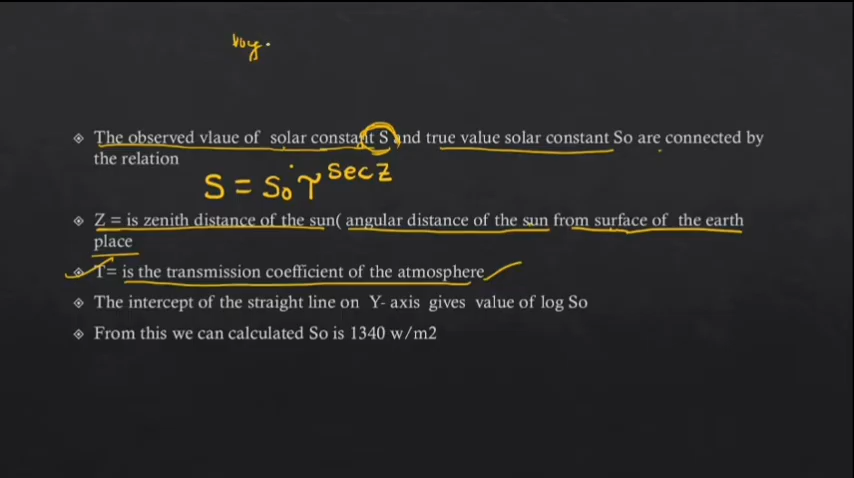 The observed vlaue of solar constant S and true value solar constant So are connected by
the relation
S = S₀ τ^sec Z
Z = is zenith distance of the sun( angular distance of the sun from surface of the earth
place
T= is the transmission coefficient of the atmosphere
The intercept of the straight line on Y- axis gives value of log So
From this we can calculated So is 1340 w/m2